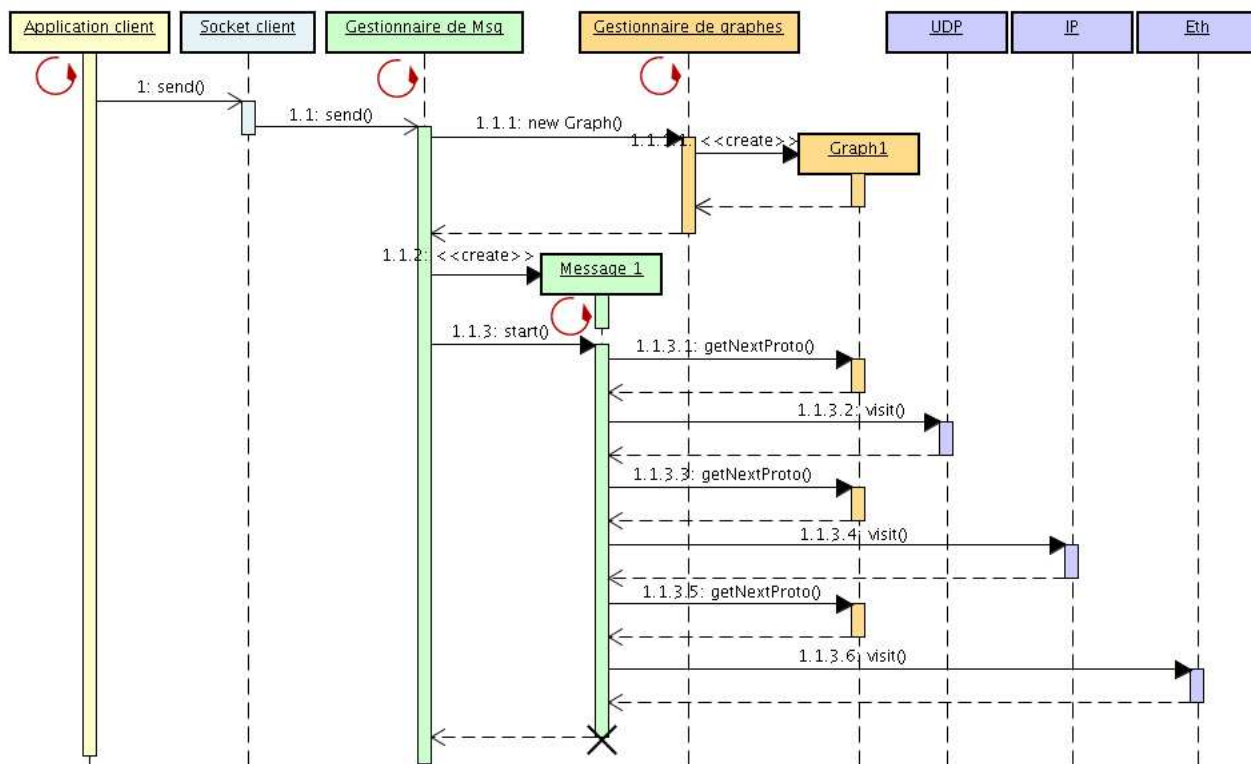 Application client
Socket client
Gestionnaire de Msg
Gestionnaire de graphes
UDP
IP
Eth
1: send()
1.1: send()
1.1.1: new Graph()
1.1.1.1: <<create>>
Graph1
1.1.2: <<create>>
Message 1
1.1.3: start()
1.1.3.1: getNextProto()
1.1.3.2: visit()
1.1.3.3: getNextProto()
1.1.3.4: visit()
1.1.3.5: getNextProto()
1.1.3.6: visit()